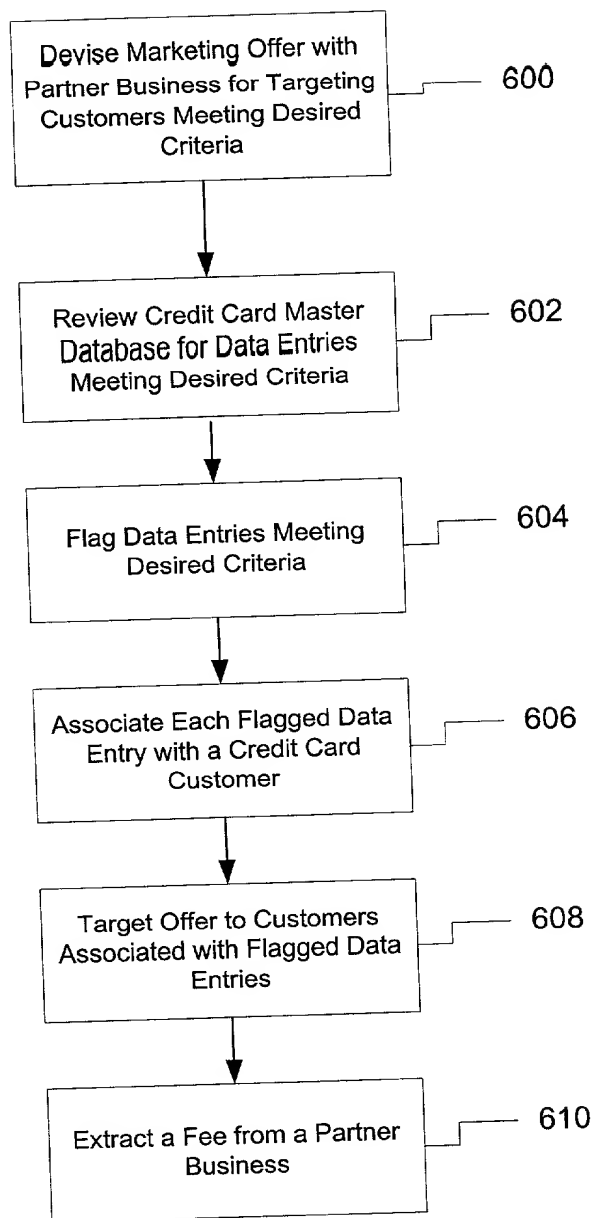 Devise Marketing Offer with
Partner Business for Targeting
Customers Meeting Desired
Criteria
600
Review Credit Card Master
Database for Data Entries
Meeting Desired Criteria
602
Flag Data Entries Meeting
Desired Criteria
604
Associate Each Flagged Data
Entry with a Credit Card
Customer
606
Target Offer to Customers
Associated with Flagged Data
Entries
608
Extract a Fee from a Partner
Business
610